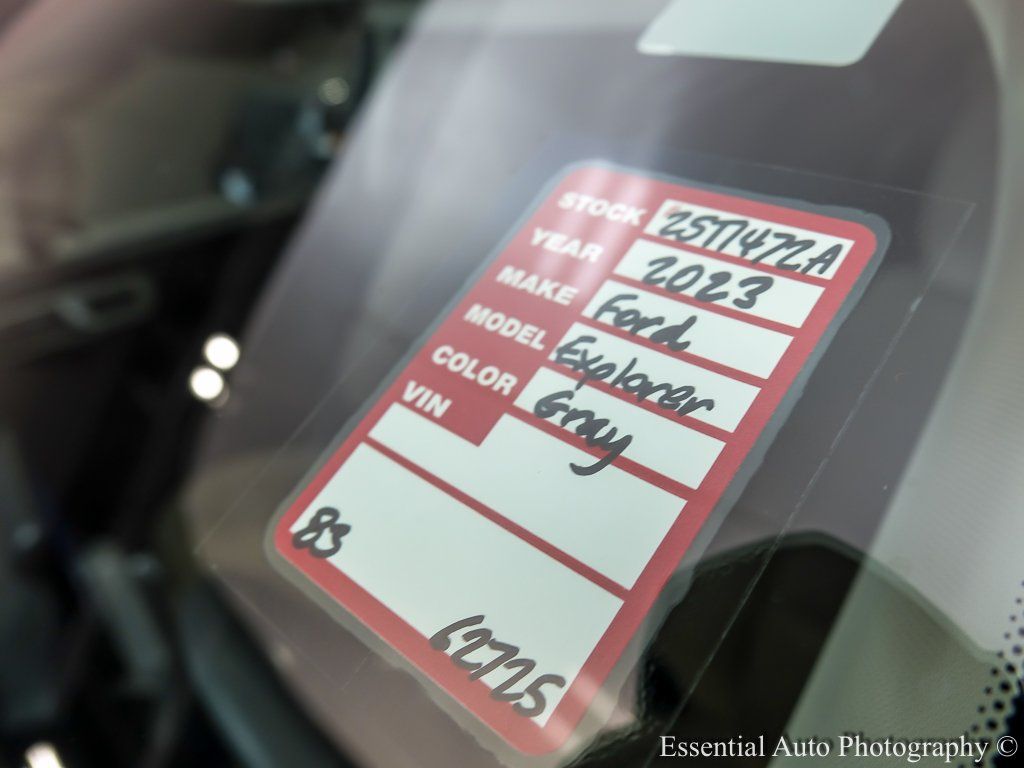 STOCK 25T1472A
YEAR 2023
MAKE Ford
MODEL Explorer
COLOR Gray
VIN
83
62725
Essential Auto Photography ©